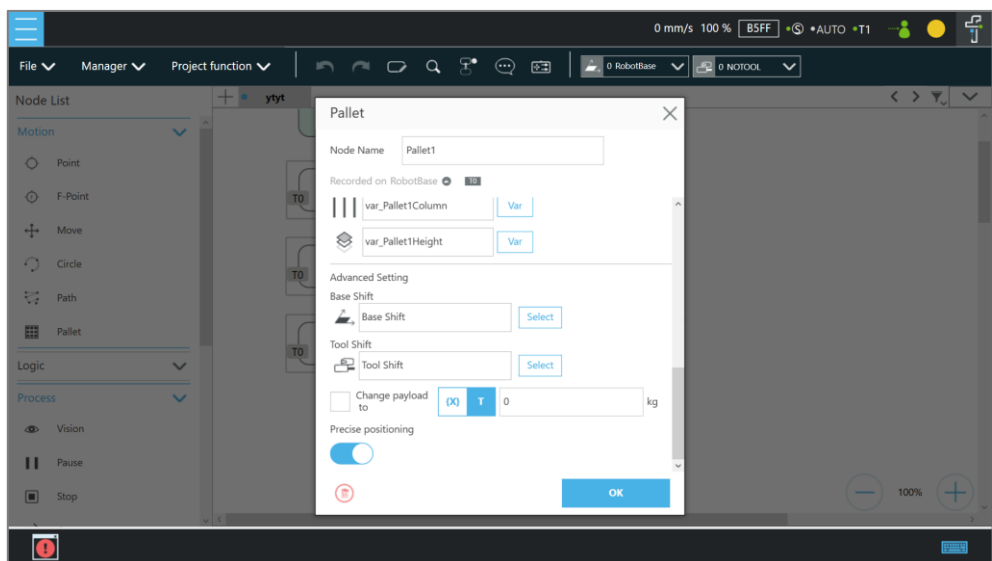 0 mm/s 100 % B5FF •Ⓢ •AUTO •T1
File Manager Project function 0 RobotBase 0 NOTOOL
Node List
ytyt
Motion
Point
F-Point
Move
Circle
Path
Pallet
Logic
Process
Vision
Pause
Stop
T0
T0
T0
Pallet
Node Name Pallet1
Recorded on RobotBase T0
var_Pallet1Column Var
var_Pallet1Height Var
Advanced Setting
Base Shift
Base Shift Select
Tool Shift
Tool Shift Select
Change payload
to
{X} T 0 kg
Precise positioning
OK
100%